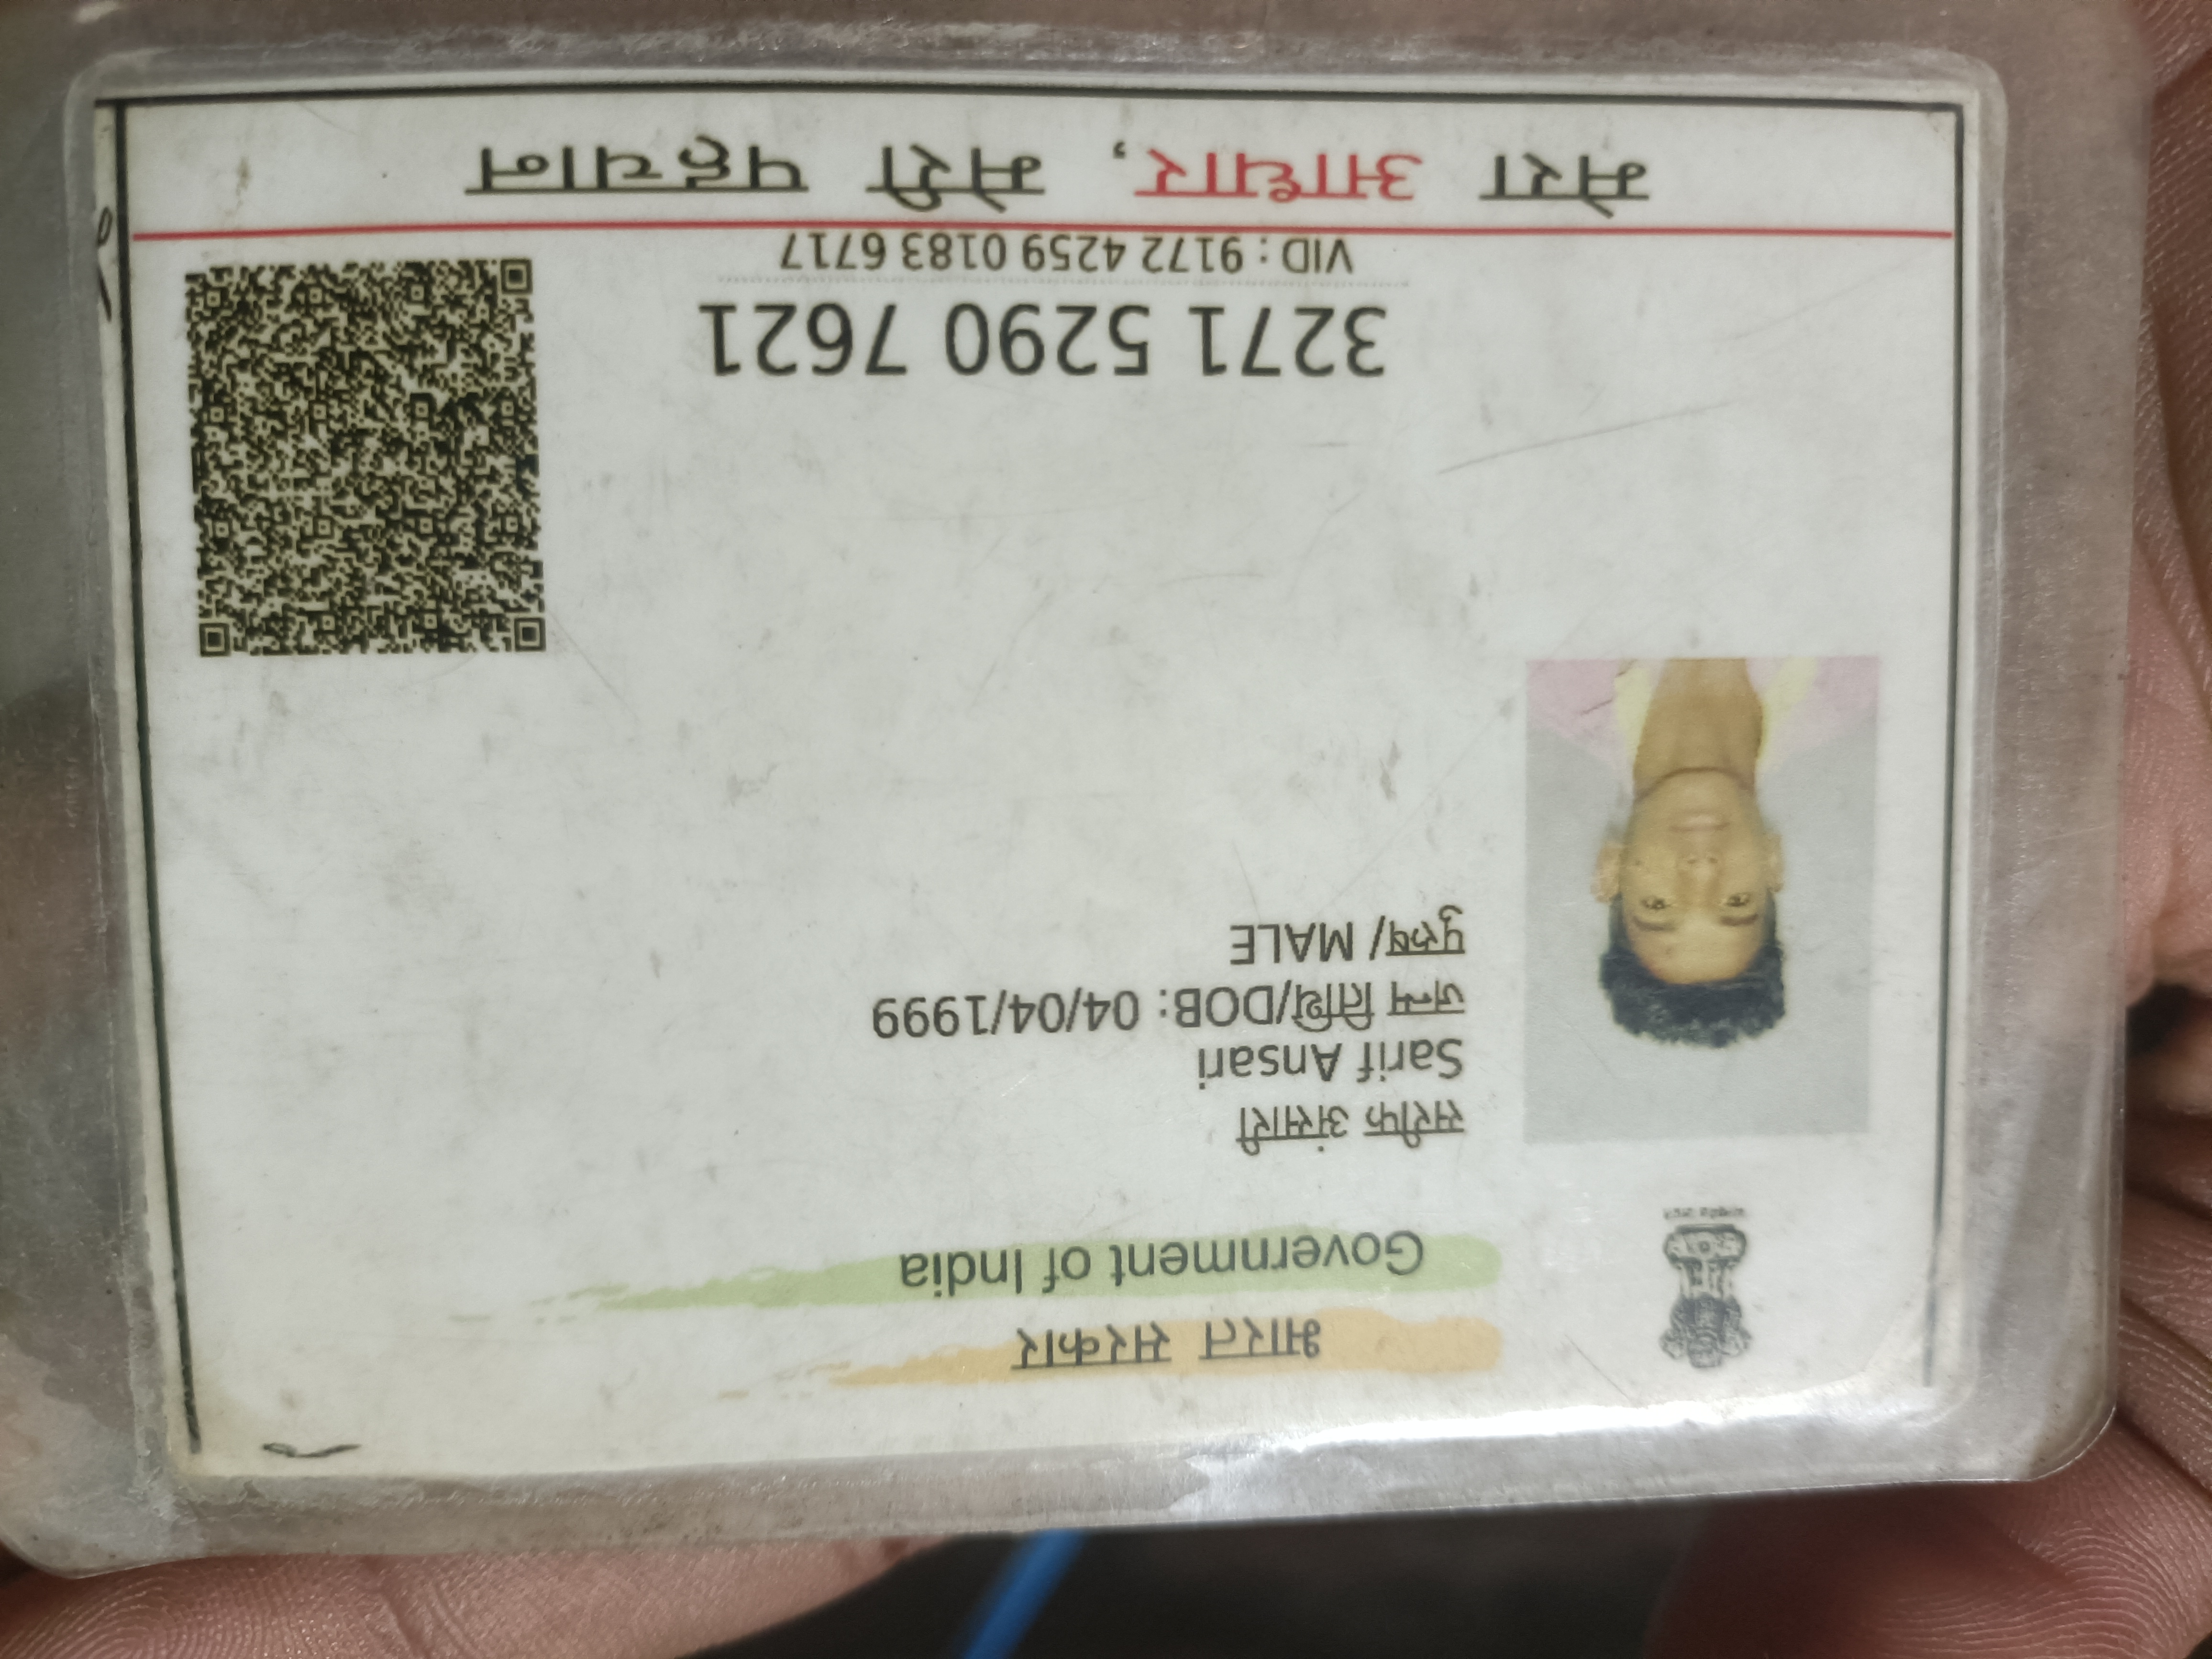 भारत सरकार
Government of India
सरीफ अंसारी
Sarif Ansari
जन्म तिथि/DOB: 04/04/1999
पुरुष/ MALE
3271 5290 7621
VID : 9172 4259 0183 6717
मेरा आधार, मेरी पहचान